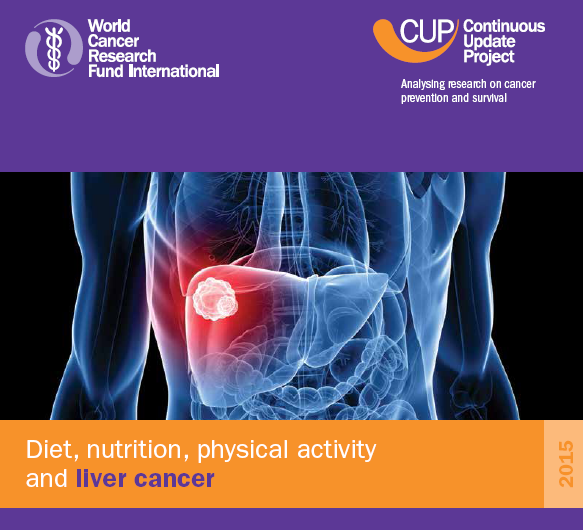 World
Cancer
Research
Fund International
CUP
Continuous
Update
Project
Analysing research on cancer
prevention and survival
Diet, nutrition, physical activity
and liver cancer
2015